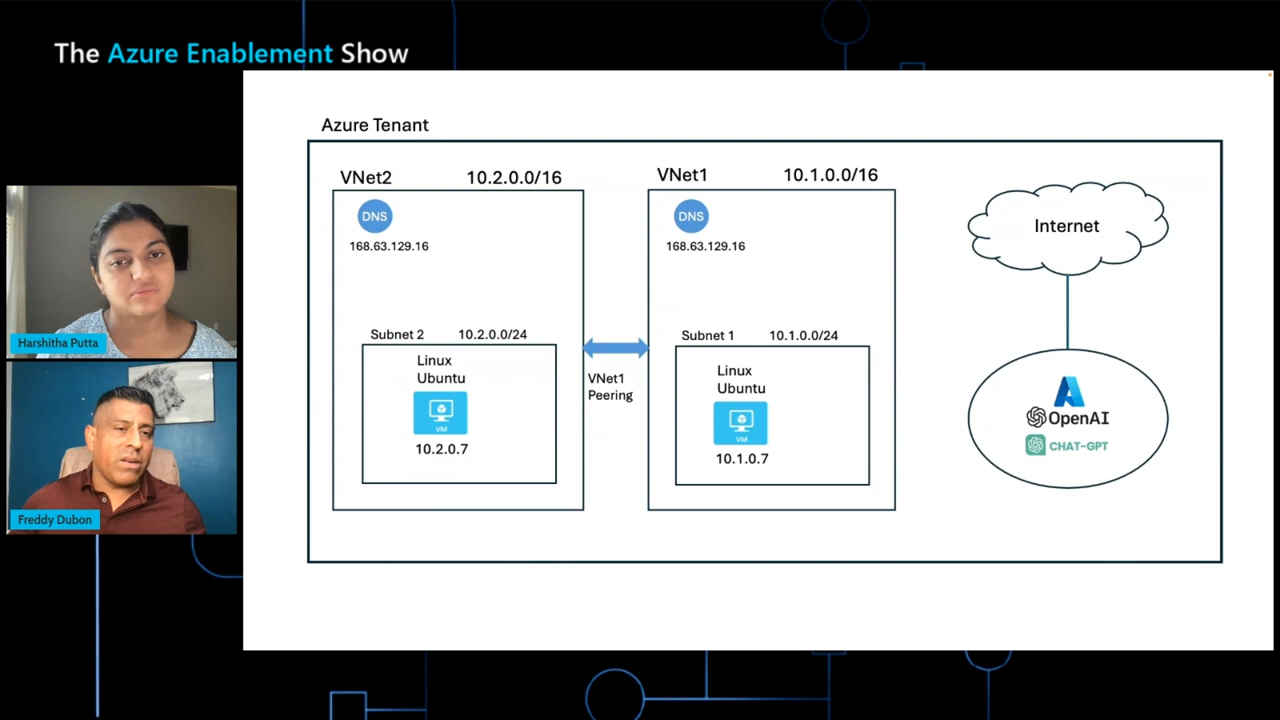 The Azure Enablement Show
Azure Tenant
VNet2 10.2.0.0/16
DNS
168.63.129.16
Subnet 2 10.2.0.0/24
Linux
Ubuntu
VM
10.2.0.7
VNet1
Peering
VNet1 10.1.0.0/16
DNS
168.63.129.16
Subnet 1 10.1.0.0/24
Linux
Ubuntu
VM
10.1.0.7
Internet
OpenAI
CHAT-GPT
Harshitha Putta
Freddy Dubon